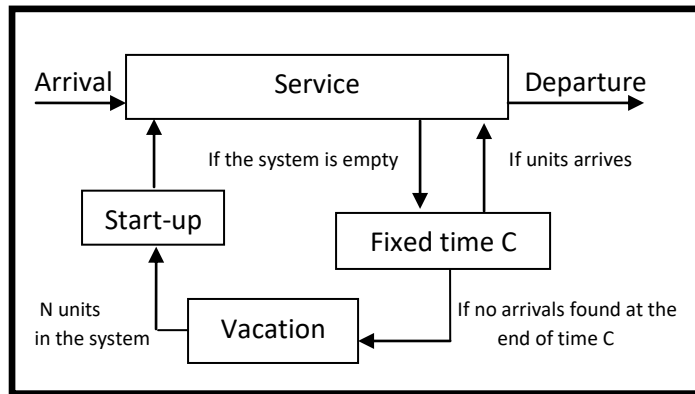 Arrival
Service
Departure
If the system is empty
If units arrives
Start-up
Fixed time C
N units
in the system
Vacation
If no arrivals found at the
end of time C